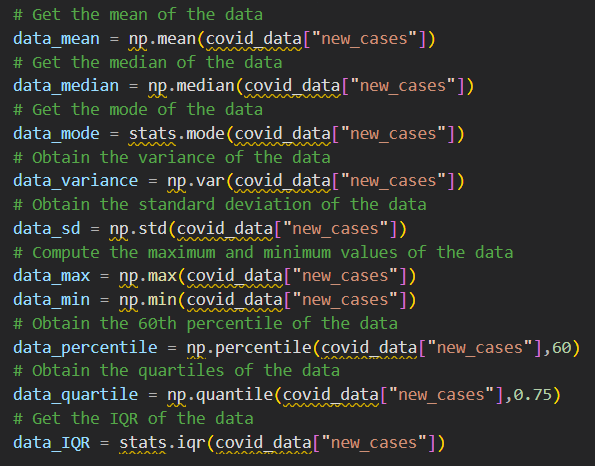 # Get the mean of the data
data_mean = np.mean(covid_data["new_cases"])
# Get the median of the data
data_median = np.median(covid_data["new_cases"])
# Get the mode of the data
data_mode = stats.mode(covid_data["new_cases"])
# Obtain the variance of the data
data_variance = np.var(covid_data["new_cases"])
# Obtain the standard deviation of the data
data_sd = np.std(covid_data["new_cases"])
# Compute the maximum and minimum values of the data
data_max = np.max(covid_data["new_cases"])
data_min = np.min(covid_data["new_cases"])
# Obtain the 60th percentile of the data
data_percentile = np.percentile(covid_data["new_cases"],60)
# Obtain the quartiles of the data
data_quartile = np.quantile(covid_data["new_cases"],0.75)
# Get the IQR of the data
data_IQR = stats.iqr(covid_data["new_cases"])